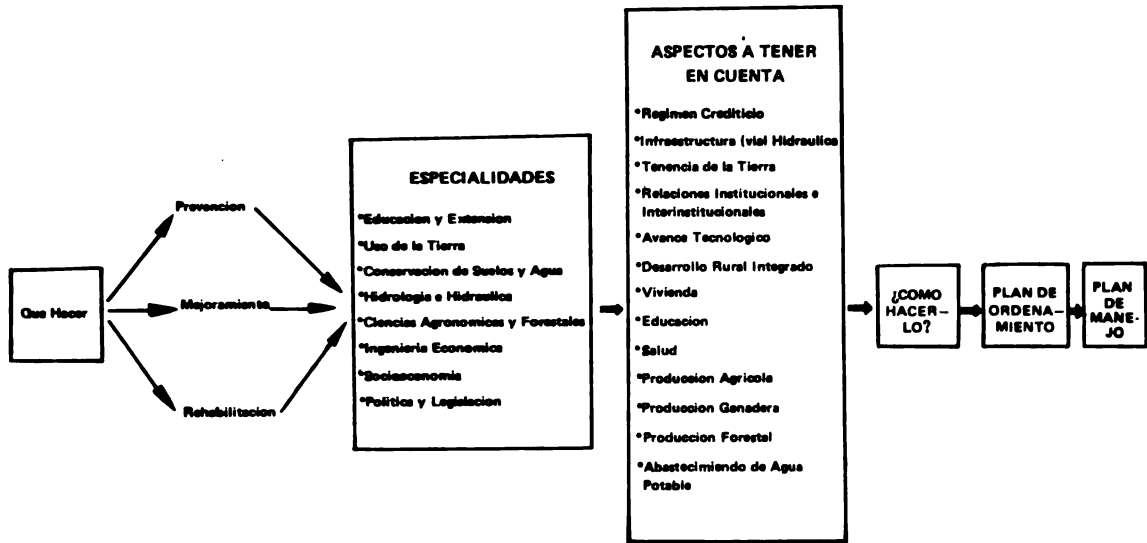 Que Hacer
Prevencion
Mejoramiento
Rehabilitacion
ESPECIALIDADES
*Educacion y Extension
*Uso de la Tierra
*Conservacion de Suelos y Agua
*Hidrologia e Hidraulica
*Ciencias Agronomicas y Forestales
*Ingenieria Economica
*Socioeconomia
*Politica y Legislacion
ASPECTOS A TENER
EN CUENTA
*Regimen Crediticio
*Infraestructura (vial Hidraulica
*Tenencia de la Tierra
*Relaciones Institucionales e
Interinstitucionales
*Avance Tecnologico
*Desarrollo Rural Integrado
*Vivienda
*Educacion
*Salud
*Produccion Agricola
*Produccion Ganadera
*Produccion Forestal
*Abastecimiendo de Agua
Potable
¿COMO
HACER-
LO?
PLAN DE
ORDENA-
MIENTO
PLAN
DE
MANE-
JO